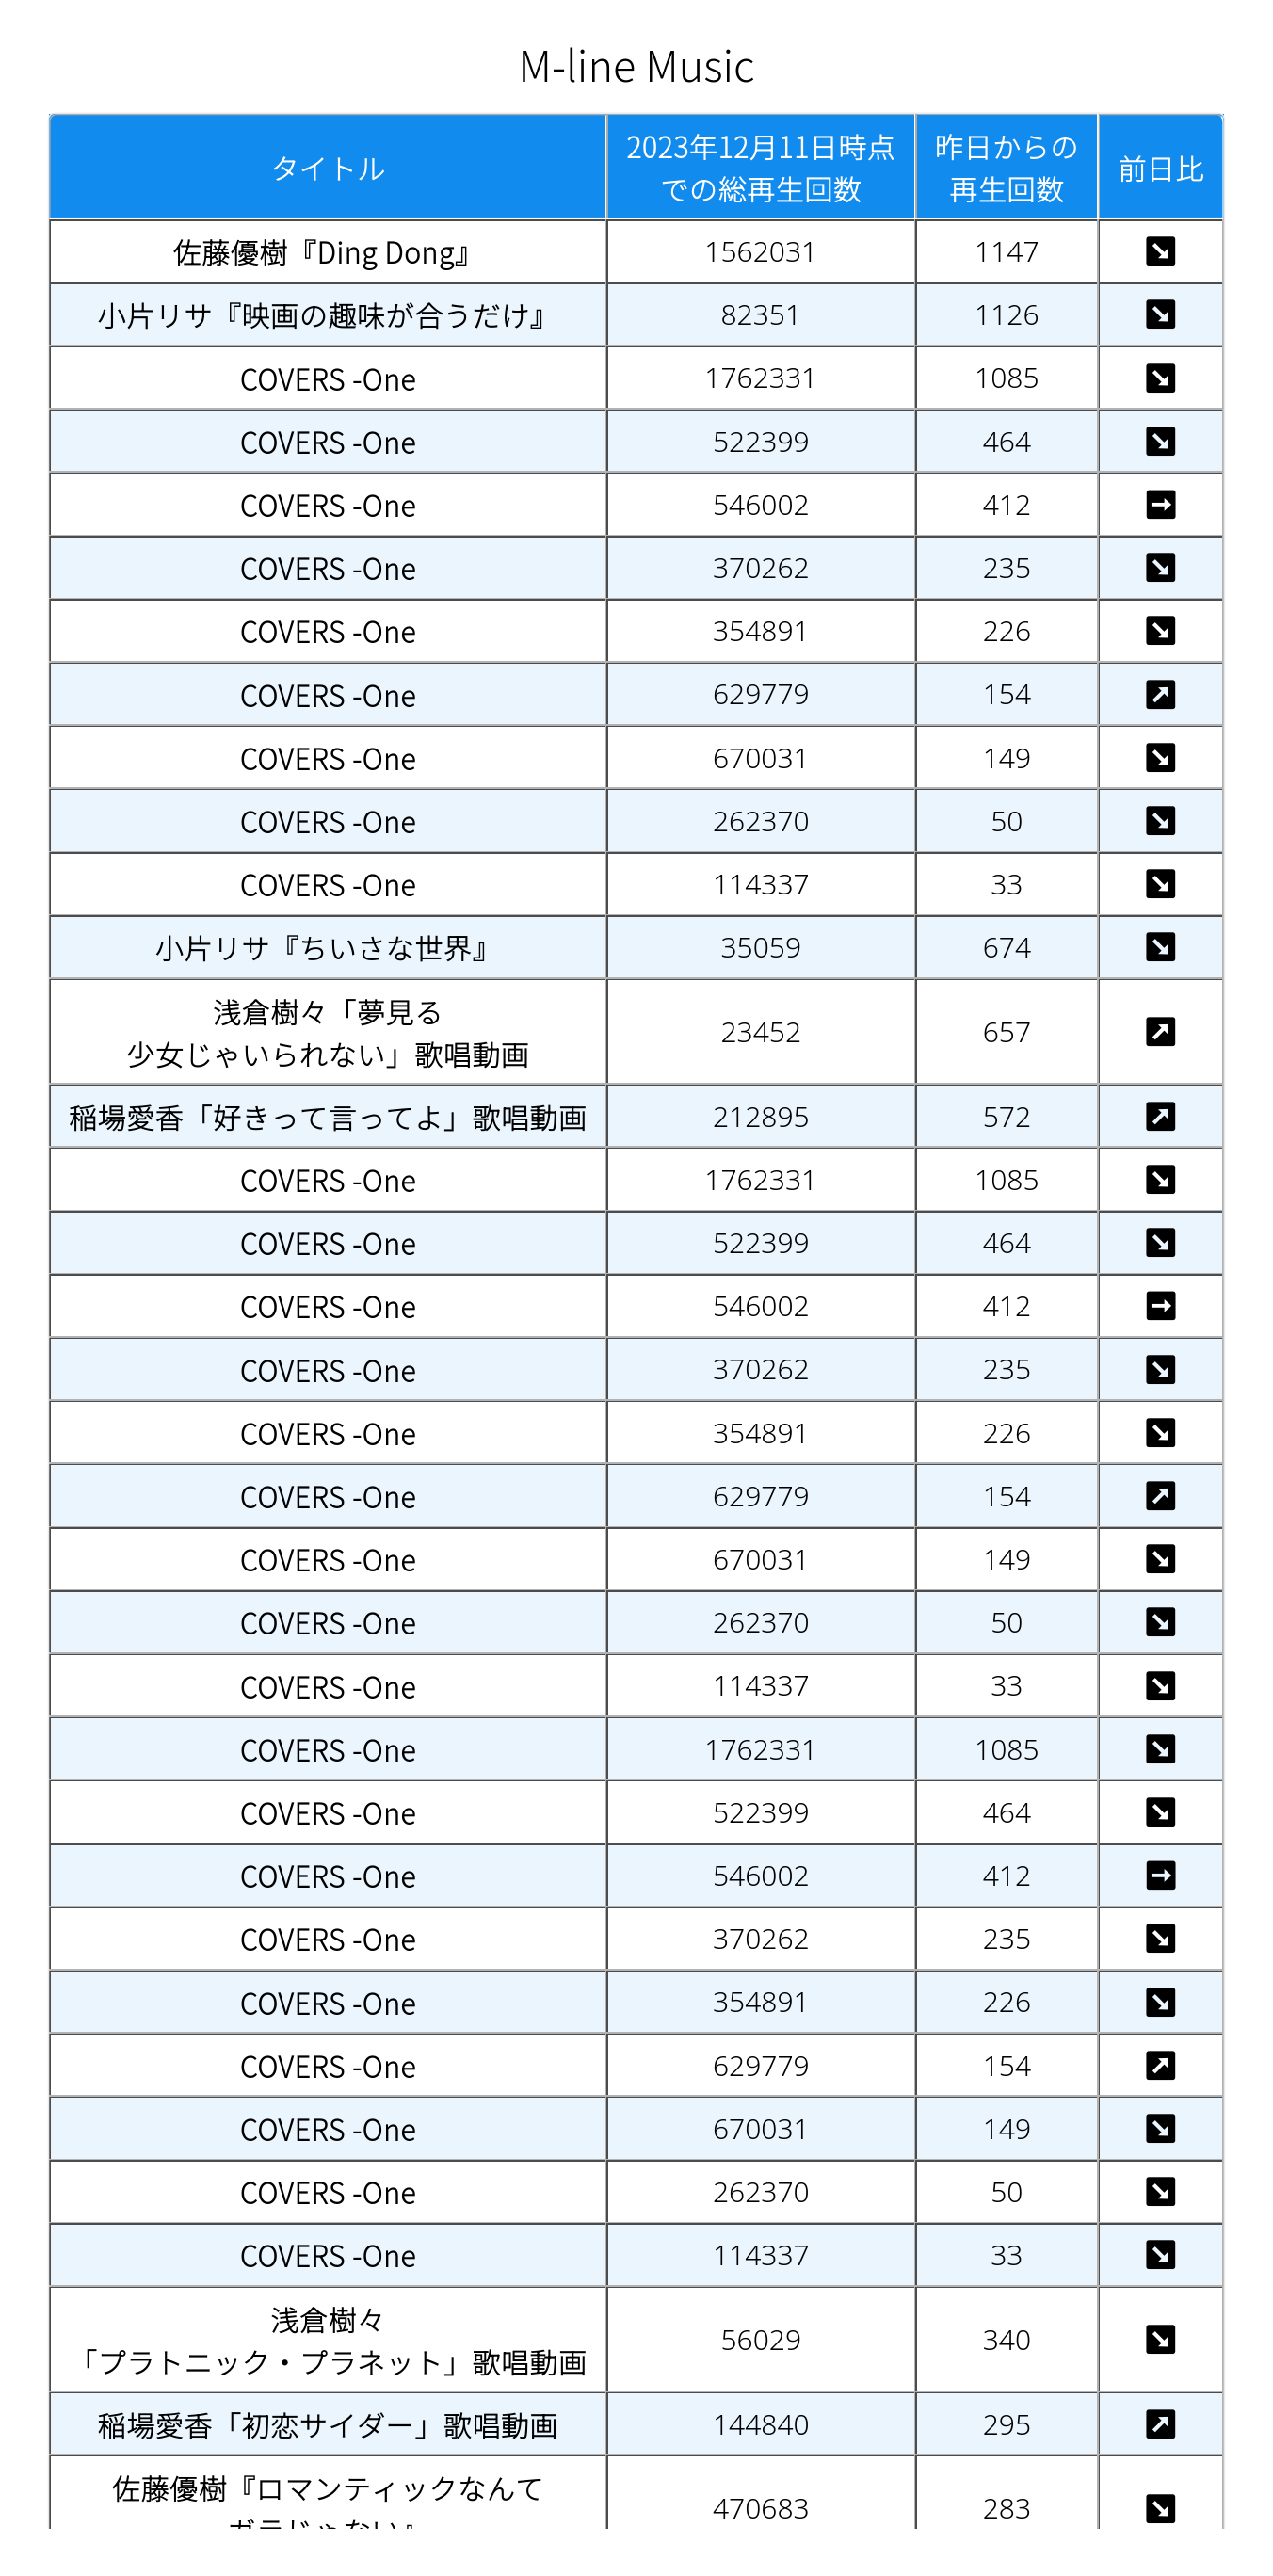 M-line Music
タイトル
2023年12月11日時点
での総再生回数
昨日からの
再生回数
前日比
佐藤優樹『Ding Dong』 1562031 1147
小片リサ『映画の趣味が合うだけ』 82351 1126
COVERS -One 1762331 1085
COVERS -One 522399 464
COVERS -One 546002 412
COVERS -One 370262 235
COVERS -One 354891 226
COVERS -One 629779 154
COVERS -One 670031 149
COVERS -One 262370 50
COVERS -One 114337 33
小片リサ『ちいさな世界』 35059 674
浅倉樹々「夢見る
少女じゃいられない」歌唱動画
23452 657
稲場愛香「好きって言ってよ」歌唱動画 212895 572
COVERS -One 1762331 1085
COVERS -One 522399 464
COVERS -One 546002 412
COVERS -One 370262 235
COVERS -One 354891 226
COVERS -One 629779 154
COVERS -One 670031 149
COVERS -One 262370 50
COVERS -One 114337 33
COVERS -One 1762331 1085
COVERS -One 522399 464
COVERS -One 546002 412
COVERS -One 370262 235
COVERS -One 354891 226
COVERS -One 629779 154
COVERS -One 670031 149
COVERS -One 262370 50
COVERS -One 114337 33
浅倉樹々
「プラトニック・プラネット」歌唱動画
56029 340
稲場愛香「初恋サイダー」歌唱動画 144840 295
佐藤優樹『ロマンティックなんて
470683 283